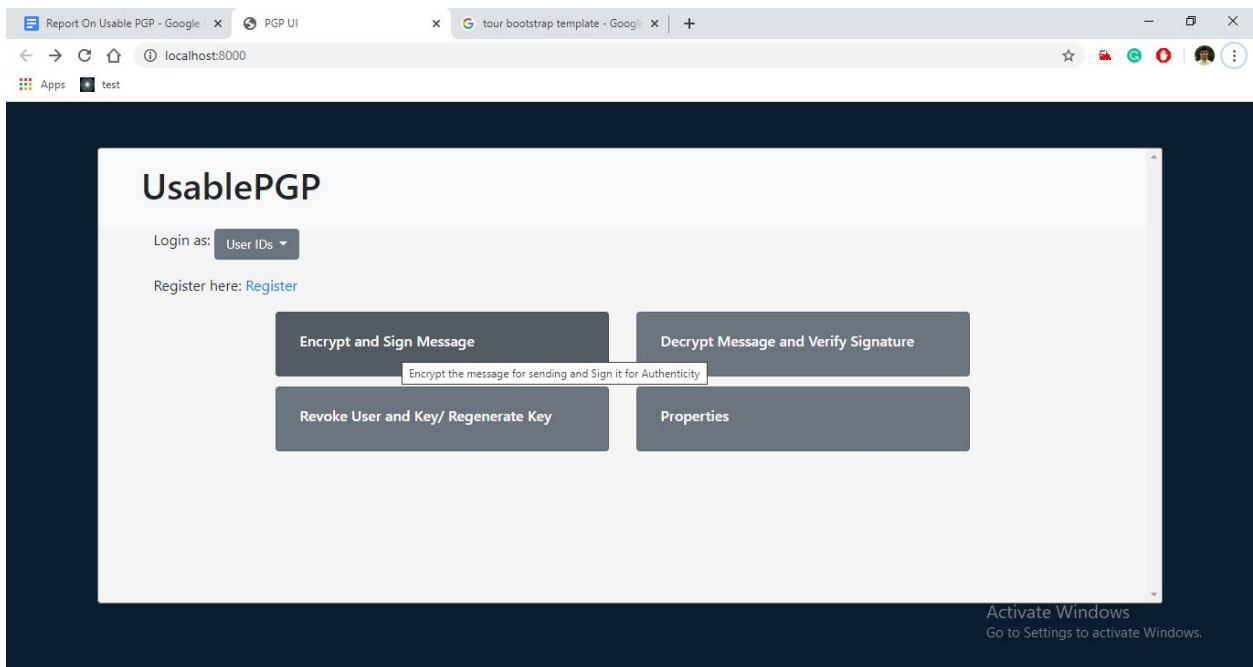 Report On Usable PGP - Google
PGP UI
tour bootstrap template - Googl
localhost:8000
Apps
test
UsablePGP
Login as:
User IDs
Register here: Register
Encrypt and Sign Message
Decrypt Message and Verify Signature
Encrypt the message for sending and Sign it for Authenticity
Revoke User and Key/ Regenerate Key
Properties
Activate Windows
Go to Settings to activate Windows.